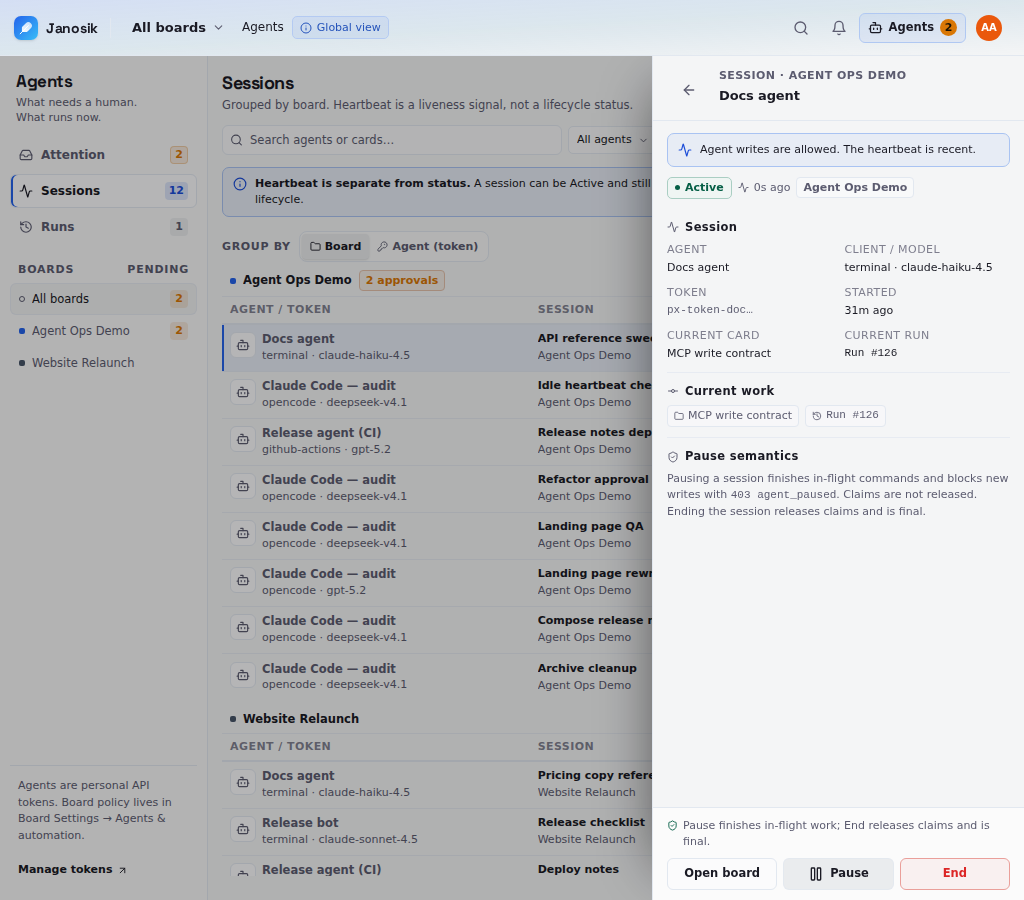 Janosik
All boards
Agents
Global view
Agents 2
AA
Agents
What needs a human.
What runs now.
Attention 2
Sessions 12
Runs 1
BOARDS PENDING
All boards 2
Agent Ops Demo 2
Website Relaunch
Agents are personal API
tokens. Board policy lives in
Board Settings → Agents &
automation.
Manage tokens ↗
Sessions
Grouped by board. Heartbeat is a liveness signal, not a lifecycle status.
Search agents or cards…
All agents
Heartbeat is separate from status. A session can be Active and still
lifecycle.
GROUP BY Board Agent (token)
Agent Ops Demo 2 approvals
AGENT / TOKEN SESSION
Docs agent API reference
terminal · claude-haiku-4.5 Agent Ops Demo
Claude Code — audit Idle heartbeat
opencode · deepseek-v4.1 Agent Ops Demo
Release agent (CI) Release notes
github-actions · gpt-5.2 Agent Ops Demo
Claude Code — audit Refactor approval
opencode · deepseek-v4.1 Agent Ops Demo
Claude Code — audit Landing page QA
opencode · deepseek-v4.1 Agent Ops Demo
Claude Code — audit Landing page
opencode · gpt-5.2 Agent Ops Demo
Claude Code — audit Compose release
opencode · deepseek-v4.1 Agent Ops Demo
Claude Code — audit Archive cleanup
opencode · deepseek-v4.1 Agent Ops Demo
Website Relaunch
AGENT / TOKEN SESSION
Docs agent Pricing copy
terminal · claude-haiku-4.5 Website Relaunch
Release bot Release checklist
terminal · claude-sonnet-4.5 Website Relaunch
Release agent (CI) Deploy notes
SESSION · AGENT OPS DEMO
Docs agent
Agent writes are allowed. The heartbeat is recent.
Active 0s ago Agent Ops Demo
Session
AGENT CLIENT / MODEL
Docs agent terminal · claude-haiku-4.5
TOKEN STARTED
px-token-doc… 31m ago
CURRENT CARD CURRENT RUN
MCP write contract Run #126
Current work
MCP write contract Run #126
Pause semantics
Pausing a session finishes in-flight commands and blocks new
writes with 403 agent_paused. Claims are not released.
Ending the session releases claims and is final.
Pause finishes in-flight work; End releases claims and is
final.
Open board Pause End